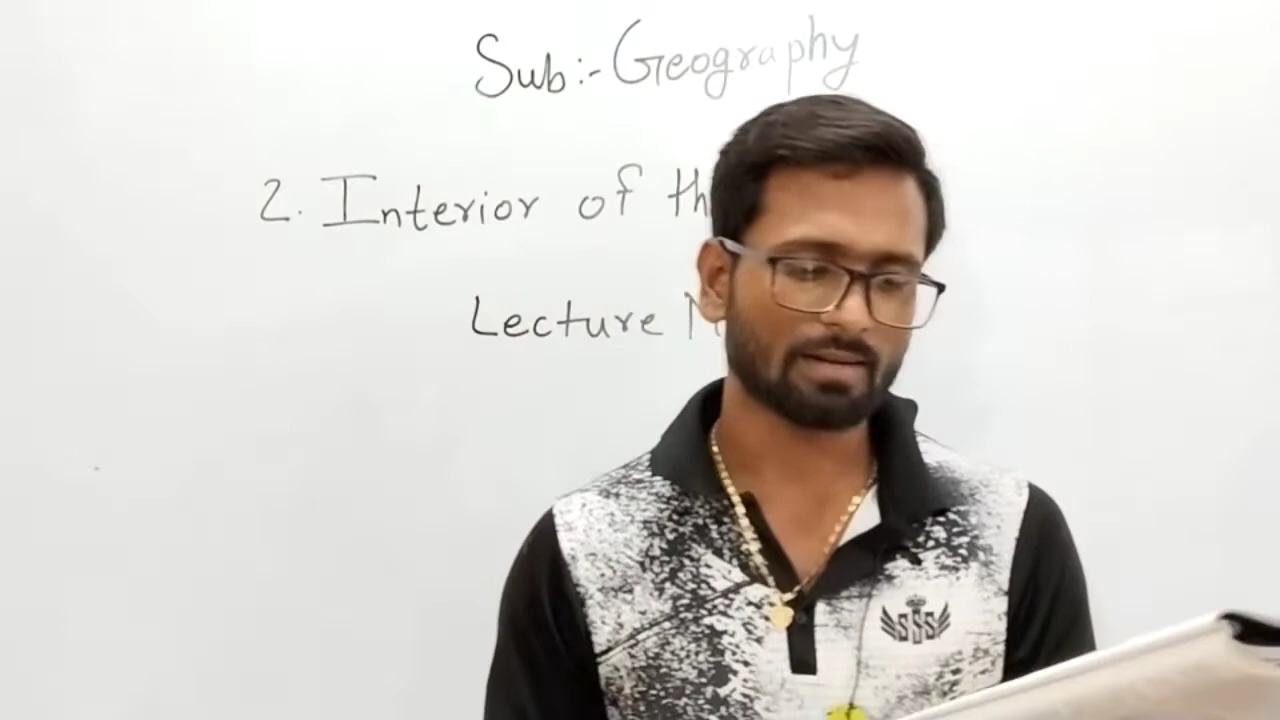 Sub:- Geography
2. Interior of th
Lecture N
SSS